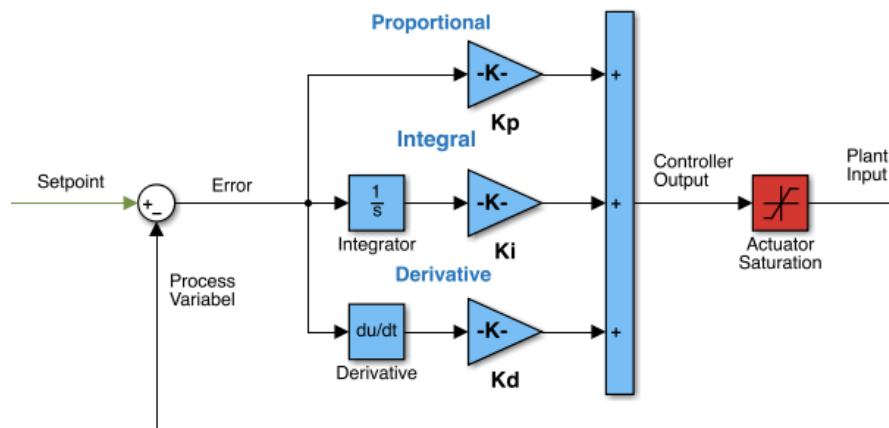 Proportional
-K-
+
Kp
Integral
Setpoint
+
−
Error
1
s
Integrator
-K-
Ki
+
Controller
Output
Actuator
Saturation
Plant
Input
Process
Variabel
Derivative
du/dt
Derivative
-K-
Kd
+